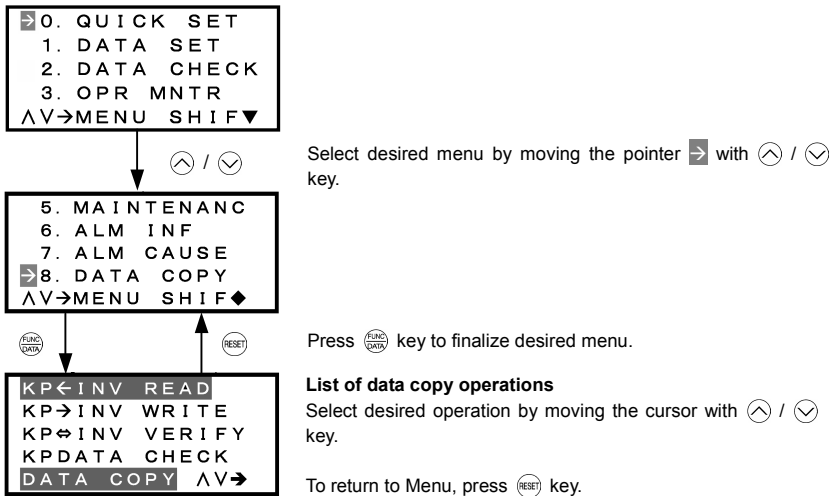 →0. QUICK SET
1. DATA SET
2. DATA CHECK
3. OPR MNTR
∧∨→MENU SHIF▼
∧ / ∨
Select desired menu by moving the pointer → with ∧ / ∨
key.
5. MAINTENANC
6. ALM INF
7. ALM CAUSE
→8. DATA COPY
∧∨→MENU SHIF◆
FUNC
DATA
RESET
Press FUNC DATA key to finalize desired menu.
KP←INV READ
KP→INV WRITE
KP⇔INV VERIFY
KPDATA CHECK
DATA COPY ∧∨→
List of data copy operations
Select desired operation by moving the cursor with ∧ / ∨
key.
To return to Menu, press RESET key.